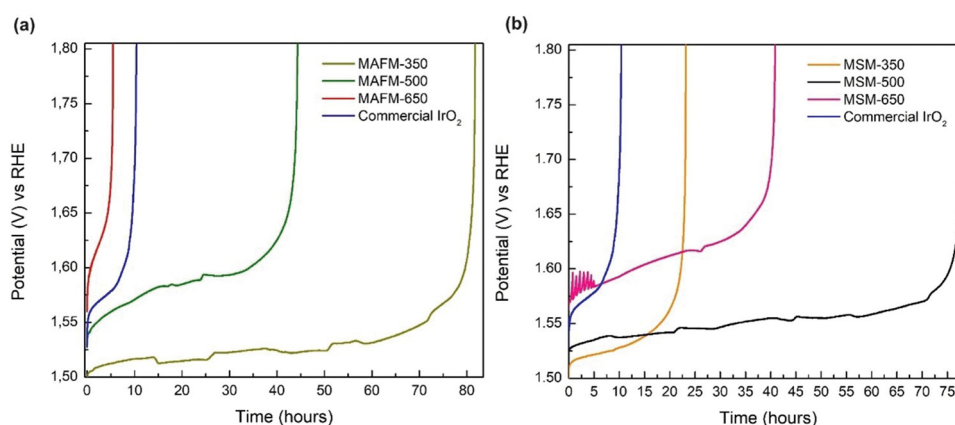 (a)
1,80
1,75
1,70
1,65
1,60
1,55
1,50
Potential (V) vs RHE
MAFM-350
MAFM-500
MAFM-650
Commercial IrO₂
0 10 20 30 40 50 60 70 80
Time (hours)
(b)
1.80
1.75
1.70
1.65
1.60
1.55
1.50
Potential (V) vs RHE
MSM-350
MSM-500
MSM-650
Commercial IrO₂
0 5 10 15 20 25 30 35 40 45 50 55 60 65 70 75
Time (hours)